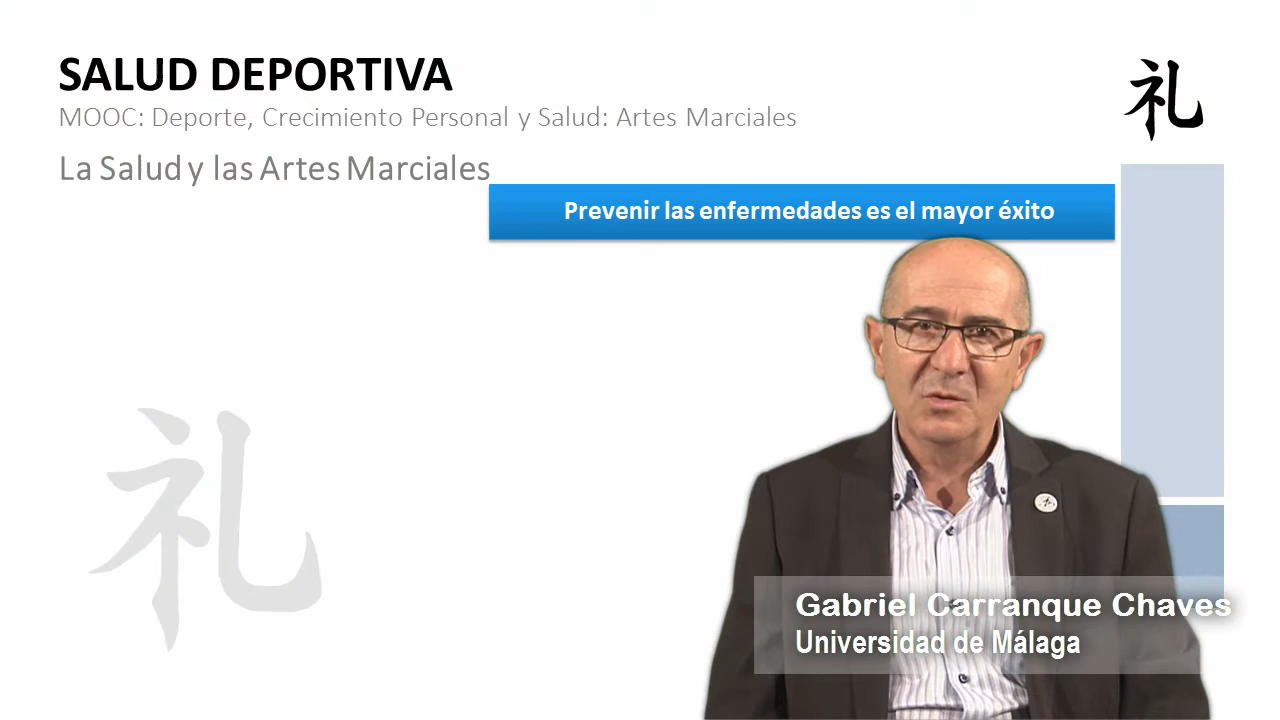 SALUD DEPORTIVA
礼
MOOC: Deporte, Crecimiento Personal y Salud: Artes Marciales
La Salud y las Artes Marciales
Prevenir las enfermedades es el mayor éxito
礼
Gabriel Carranque Chaves
Universidad de Málaga